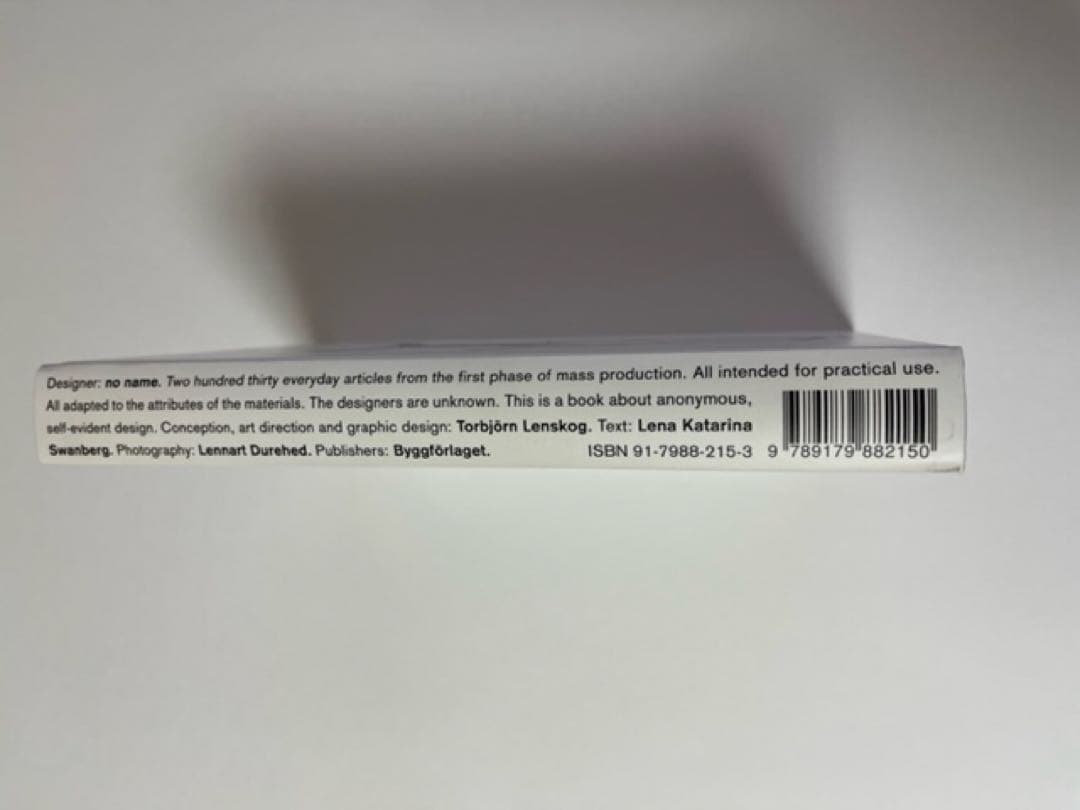 Designer: no name. Two hundred thirty everyday articles from the first phase of mass production. All intended for practical use.
All adapted to the attributes of the materials. The designers are unknown. This is a book about anonymous,
self-evident design. Conception, art direction and graphic design: Torbjörn Lenskog. Text: Lena Katarina
Swanberg. Photography: Lennart Durehed. Publishers: Byggförlaget.
ISBN 91-7988-215-3
9 789179 882150